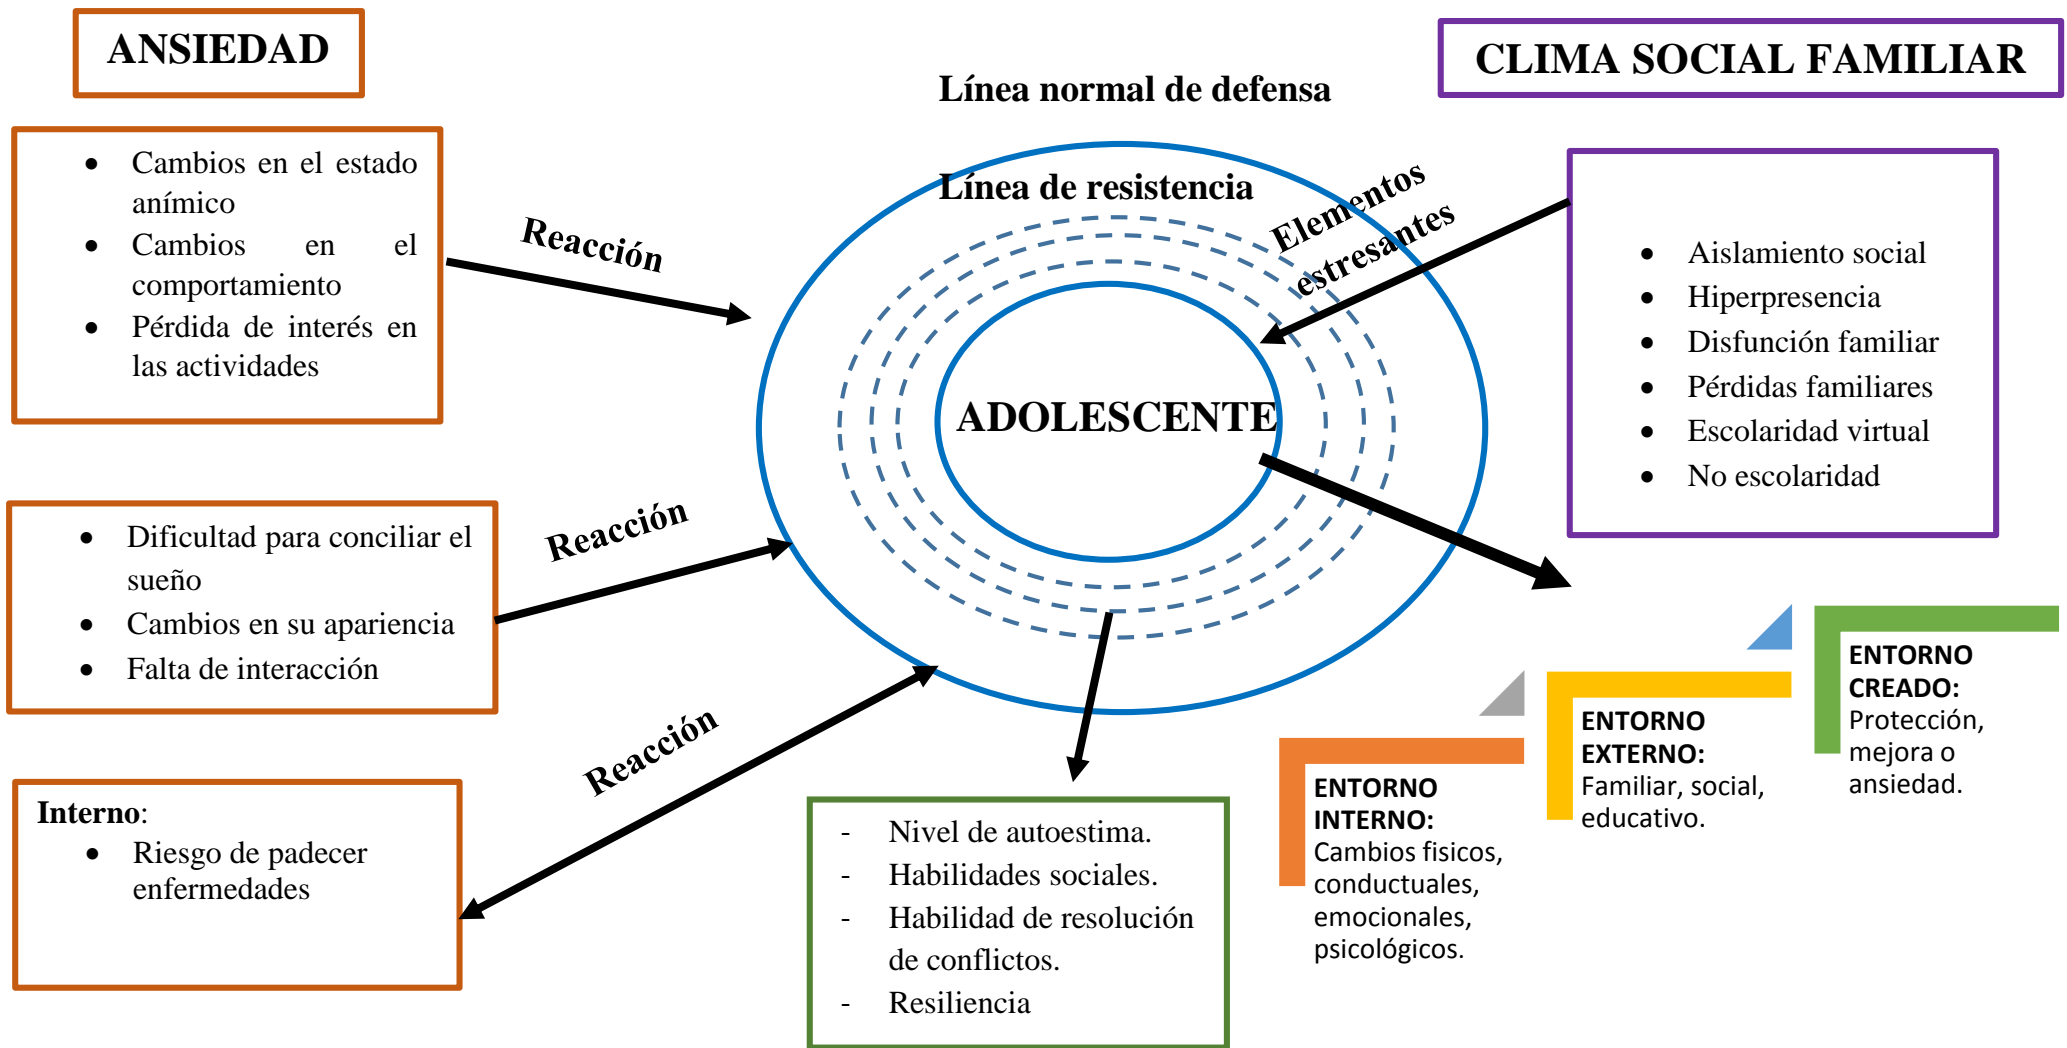 ANSIEDAD
CLIMA SOCIAL FAMILIAR
Línea normal de defensa
Línea de resistencia
Elementos
estresantes
ADOLESCENTE
• Cambios en el estado
anímico
• Cambios en el
comportamiento
• Pérdida de interés en
las actividades
Reacción
• Dificultad para conciliar el
sueño
• Cambios en su apariencia
• Falta de interacción
Reacción
Interno:
• Riesgo de padecer
enfermedades
Reacción
- Nivel de autoestima.
- Habilidades sociales.
- Habilidad de resolución
de conflictos.
- Resiliencia
• Aislamiento social
• Hiperpresencia
• Disfunción familiar
• Pérdidas familiares
• Escolaridad virtual
• No escolaridad
ENTORNO
INTERNO:
Cambios fisicos,
conductuales,
emocionales,
psicológicos.
ENTORNO
EXTERNO:
Familiar, social,
educativo.
ENTORNO
CREADO:
Protección,
mejora o
ansiedad.